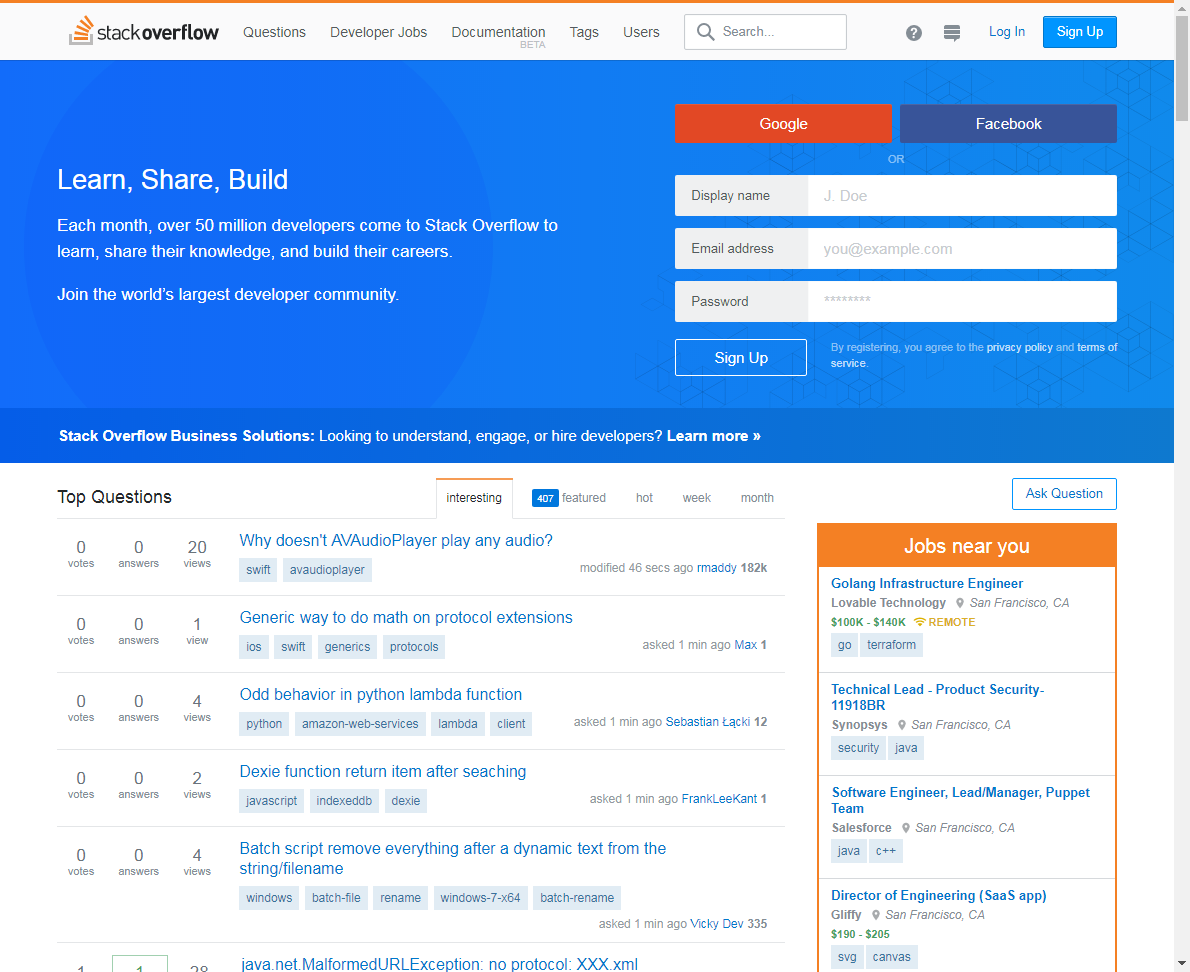 stack overflow Questions Developer Jobs Documentation Tags Users Search... ? Log In Sign Up
BETA
Google Facebook
OR
Learn, Share, Build
Display name J. Doe
Each month, over 50 million developers come to Stack Overflow to
learn, share their knowledge, and build their careers.
Email address you@example.com
Join the world's largest developer community.
Password ********
Sign Up
By registering, you agree to the privacy policy and terms of
service.
Stack Overflow Business Solutions: Looking to understand, engage, or hire developers? Learn more »
Top Questions interesting 407 featured hot week month
Ask Question
0 votes 0 answers 20 views
Why doesn't AVAudioPlayer play any audio?
swift avaudioplayer
modified 46 secs ago rmaddy 182k
0 votes 0 answers 1 view
Generic way to do math on protocol extensions
ios swift generics protocols
asked 1 min ago Max 1
0 votes 0 answers 4 views
Odd behavior in python lambda function
python amazon-web-services lambda client
asked 1 min ago Sebastian Łącki 12
0 votes 0 answers 2 views
Dexie function return item after seaching
javascript indexeddb dexie
asked 1 min ago FrankLeeKant 1
0 votes 0 answers 4 views
Batch script remove everything after a dynamic text from the
string/filename
windows batch-file rename windows-7-x64 batch-rename
asked 1 min ago Vicky Dev 335
1 1 28
java.net.MalformedURLException: no protocol: XXX.xml
Jobs near you
Golang Infrastructure Engineer
Lovable Technology San Francisco, CA
$100K - $140K REMOTE
go terraform
Technical Lead - Product Security-
11918BR
Synopsys San Francisco, CA
security java
Software Engineer, Lead/Manager, Puppet
Team
Salesforce San Francisco, CA
java c++
Director of Engineering (SaaS app)
Gliffy San Francisco, CA
$190 - $205
svg canvas